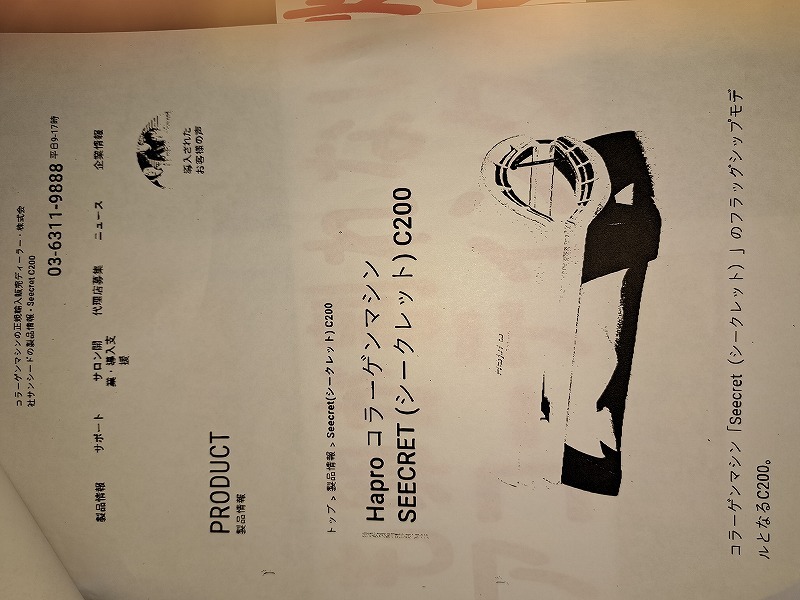 コラーゲンマシンの正規輸入販売ディーラー・株式会
社サンシードの製品情報・Seecret C200
03-6311-9888 平日9-17時
製品情報
サポート
サロン開
業・導入支
援
代理店募集
ニュース
企業情報
導入された
お客様の声
PRODUCT
製品情報
トップ > 製品情報 > Seecret(シークレット) C200
Hapro コラーゲンマシン
SEECRET (シークレット) C200
コラーゲンマシン「Seecret (シークレット) 」のフラッグシップモデ
ルとなるC200。